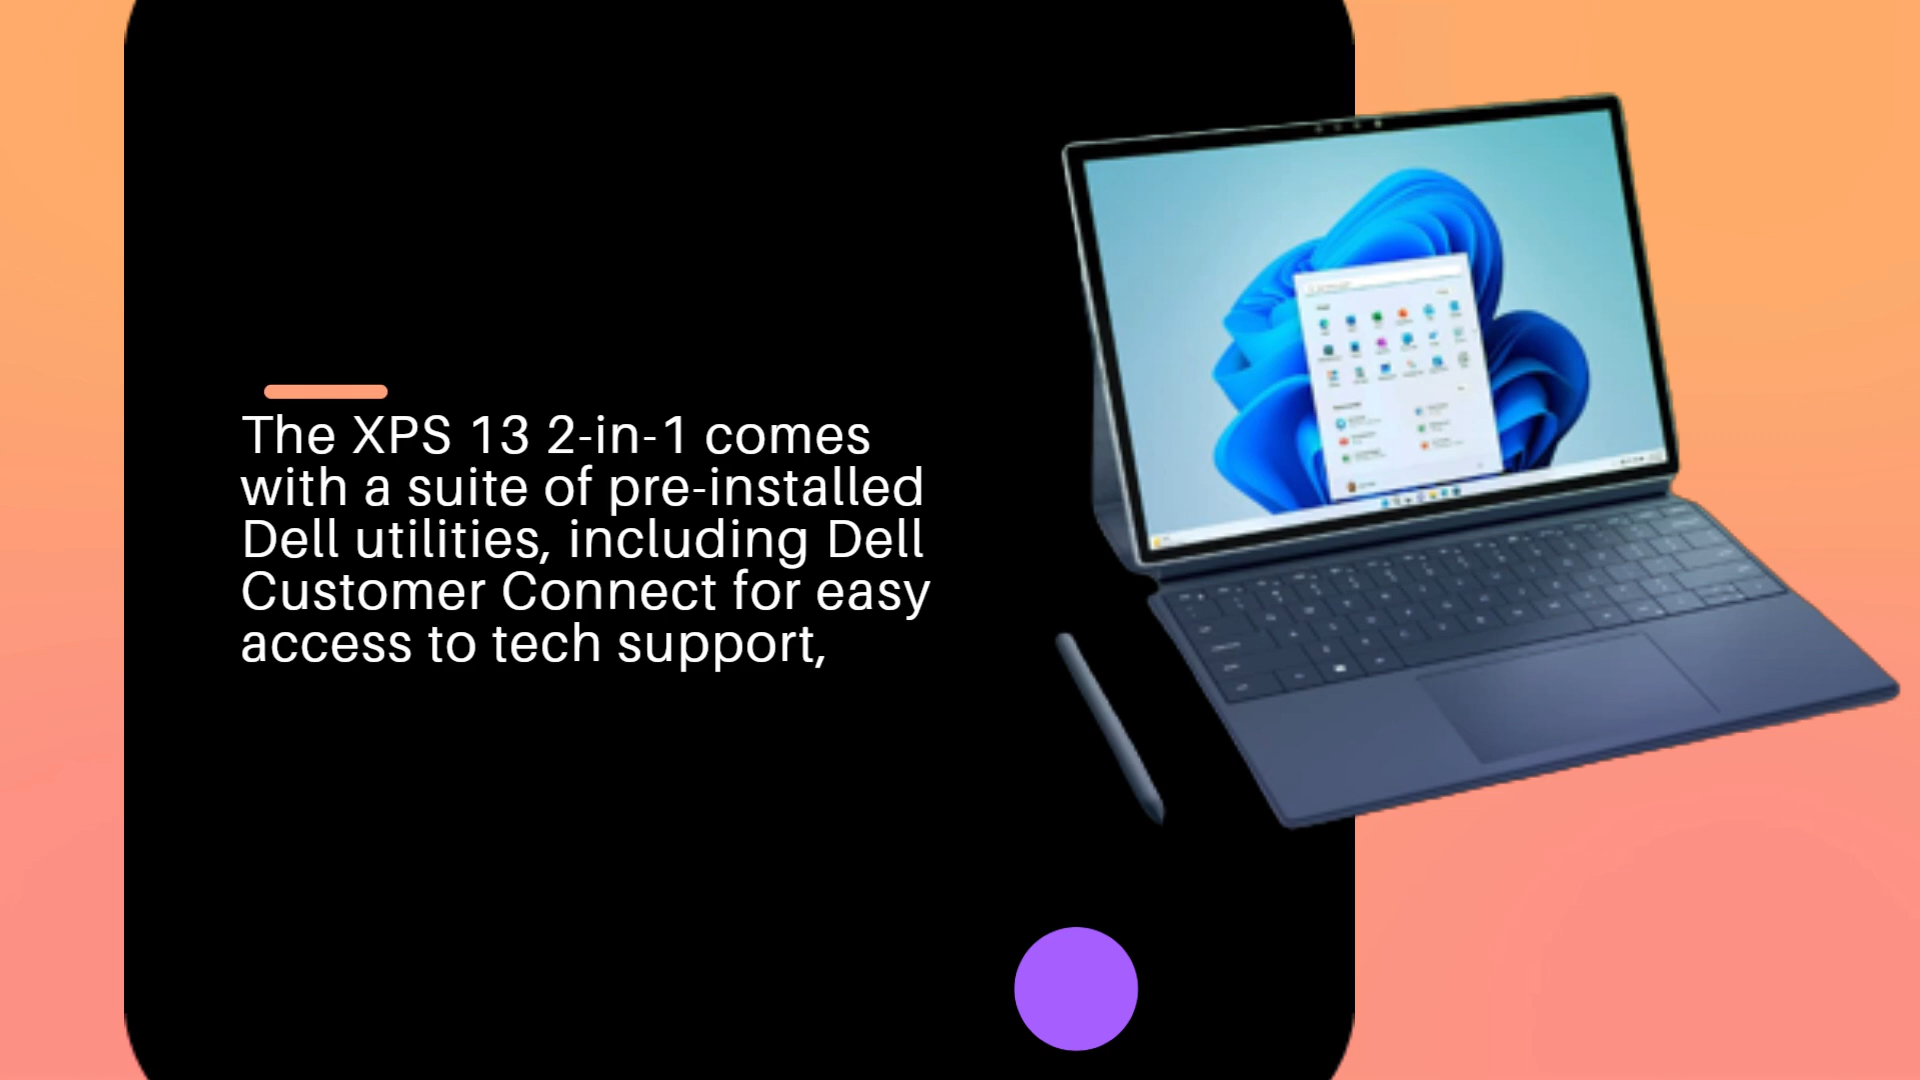 The XPS 13 2-in-1 comes
with a suite of pre-installed
Dell utilities, including Dell
Customer Connect for easy
access to tech support,